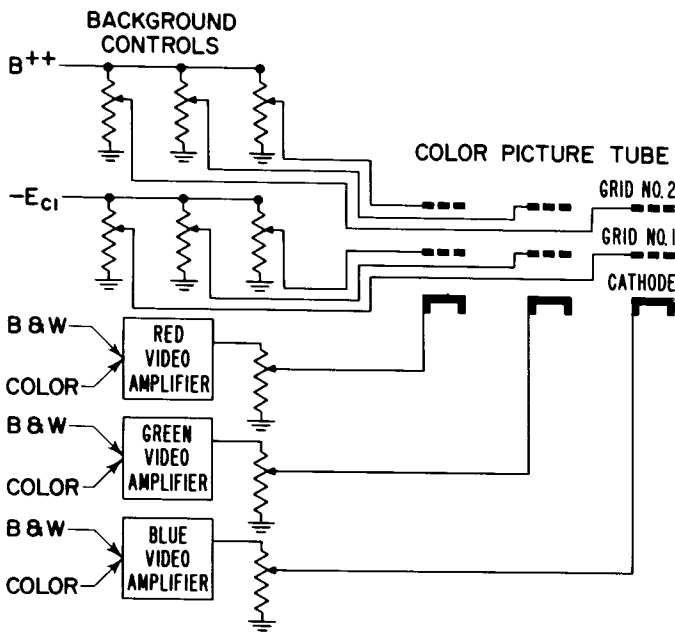 BACKGROUND
CONTROLS
B++
COLOR PICTURE TUBE
GRID NO.2
-EC1
GRID NO.1
CATHODE
B & W
COLOR
RED
VIDEO
AMPLIFIER
B & W
COLOR
GREEN
VIDEO
AMPLIFIER
B & W
COLOR
BLUE
VIDEO
AMPLIFIER